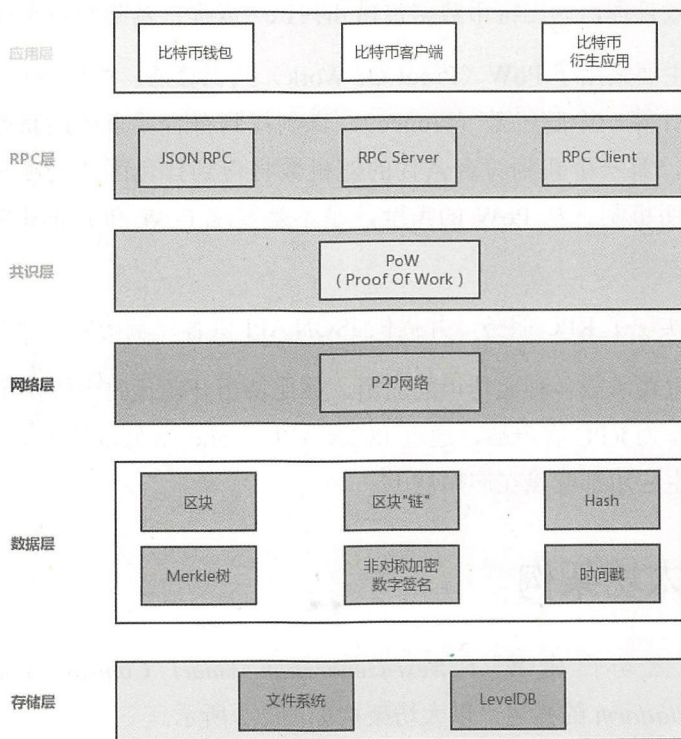 应用层
比特币钱包
比特币客户端
比特币
衍生应用
RPC层
JSON RPC
RPC Server
RPC Client
共识层
PoW
( Proof Of Work )
网络层
P2P网络
数据层
区块
区块"链"
Hash
Merkle树
非对称加密
数字签名
时间戳
存储层
文件系统
LevelDB